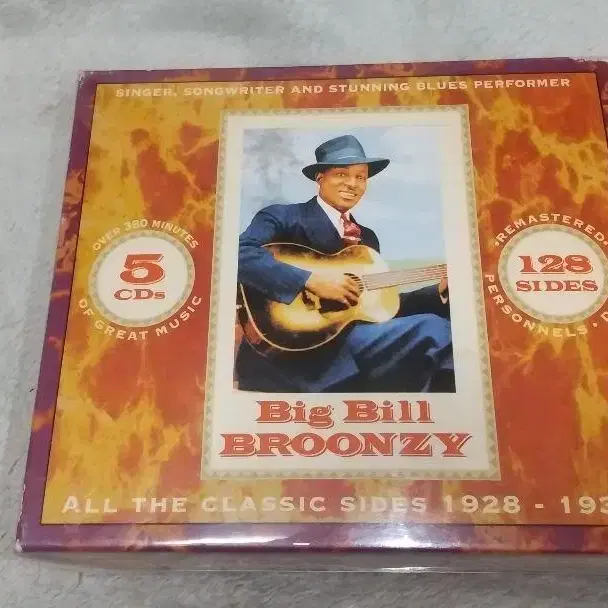 SINGER, SONGWRITER AND STUNNING BLUES PERFORMER
OVER 380 MINUTES
5
CDs
OF GREAT MUSIC
REMASTERED
128
SIDES
PERSONNELS
Big Bill
BROONZY
ALL THE CLASSIC SIDES 1928 - 193